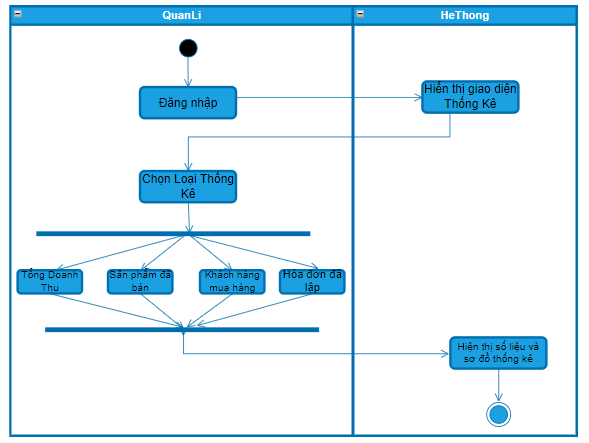 QuanLi
HeThong
Đăng nhập
Hiển thị giao diện
Thống Kê
Chọn Loại Thống
Kê
Tổng Doanh
Thu
Sản phẩm đã
bán
Khách hàng
mua hàng
Hóa đơn đã
lập
Hiện thị số liệu và
sơ đồ thống kê